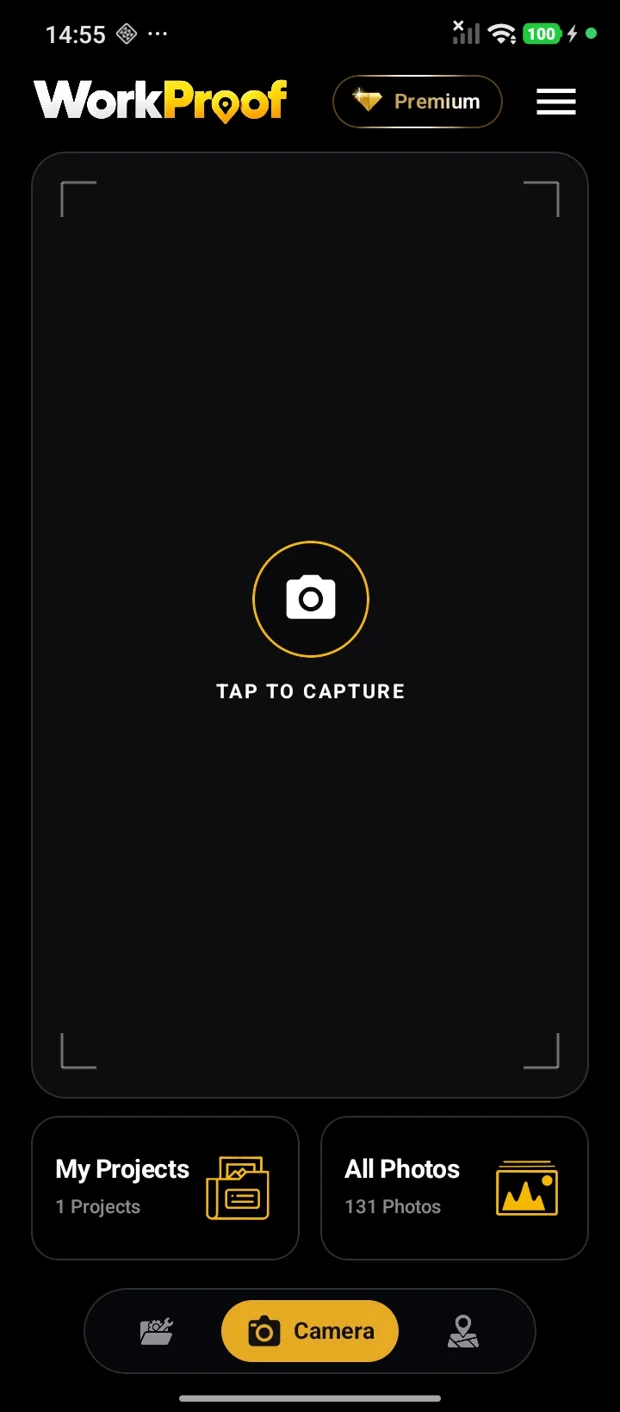 14:55
100
WorkProof
Premium
TAP TO CAPTURE
My Projects
1 Projects
All Photos
131 Photos
Camera